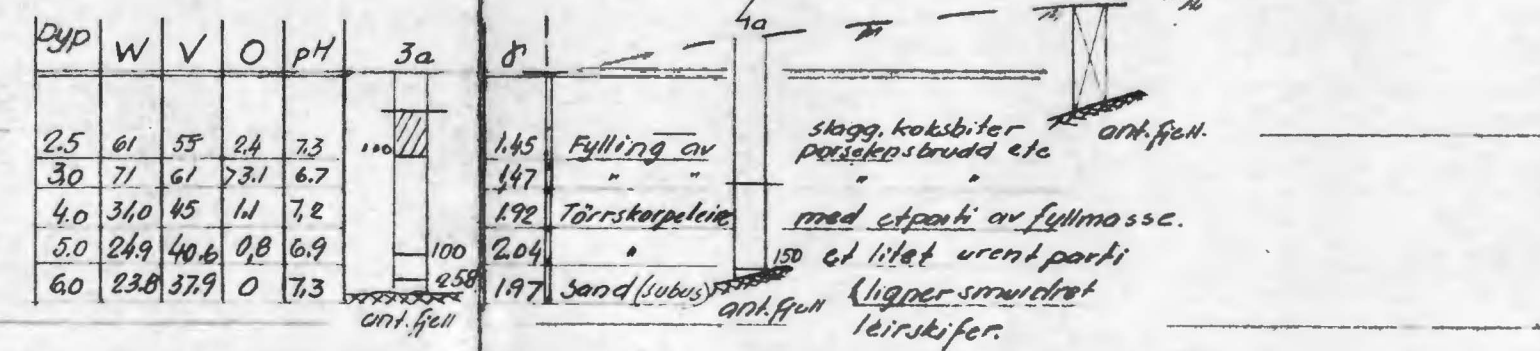 4a
Dyp W V O pH 3a γ
2.5 61 55 2.4 7.3 100 1.45 Fylling av slagg, koksbiter
porselensbrudd etc
ant. fjell.
3.0 71 61 >3.1 6.7 1,47 " " " "
4.0 31,0 45 1.1 7,2 1.92 Törrskorpeleire med et parti av fyllmasse.
5.0 24.9 40.6 0,8 6,9 100 2.04 " 150 et litet urent parti
6.0 23.8 37.9 0 7,3 258 1.97 Sand (subus) (ligner smuldret
ant. fjell ant. fjell leirskifer.